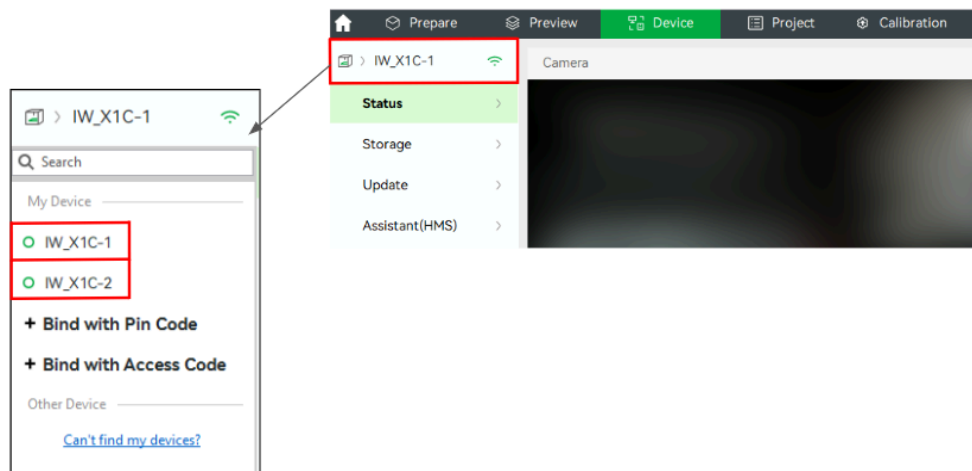 Prepare Preview Device Project Calibration
IW_X1C-1
Camera
Status
Storage
Update
Assistant(HMS)
IW_X1C-1
Search
My Device
IW_X1C-1
IW_X1C-2
+ Bind with Pin Code
+ Bind with Access Code
Other Device
Can't find my devices?